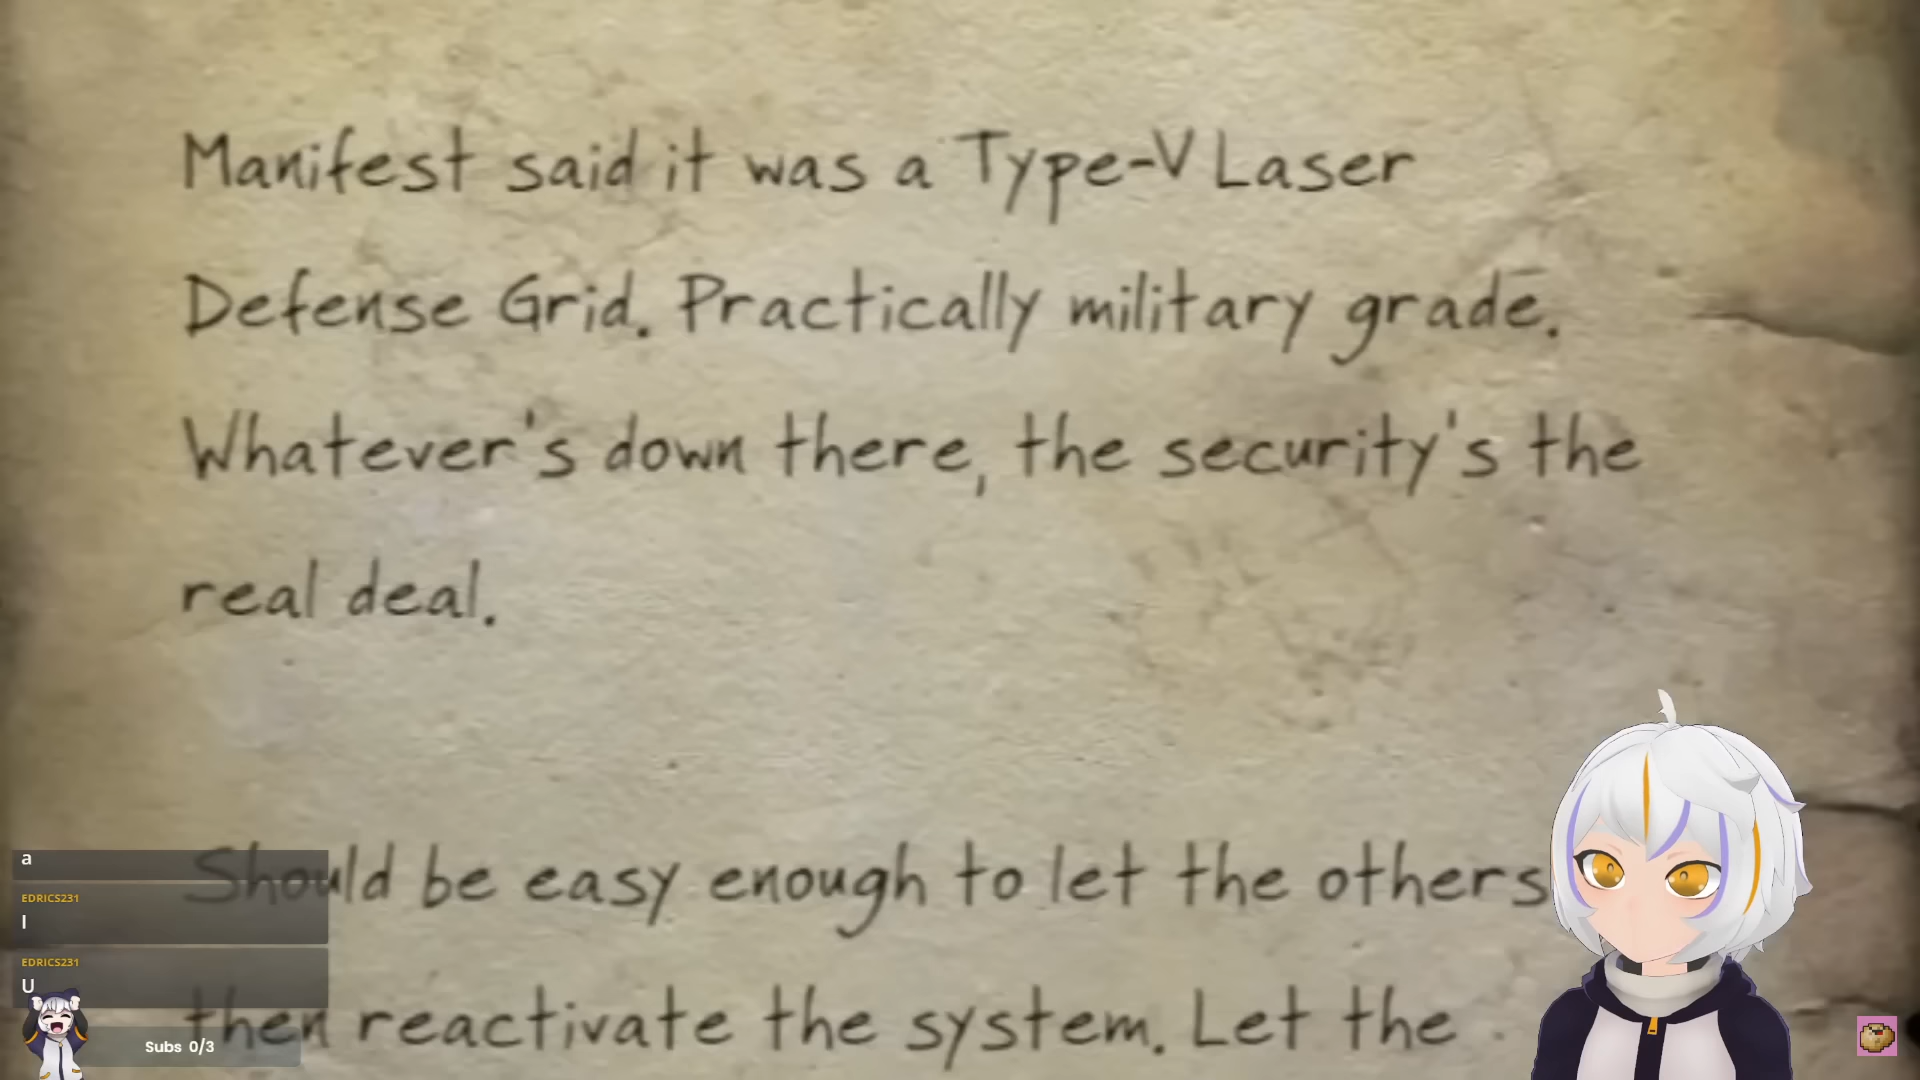 Manifest said it was a Type-V Laser
Defense Grid. Practically military grade.
Whatever's down there, the security's the
real deal.
Should be easy enough to let the others
then reactivate the system. Let the
a
EDRICS231
I
EDRICS231
U
Subs 0/3